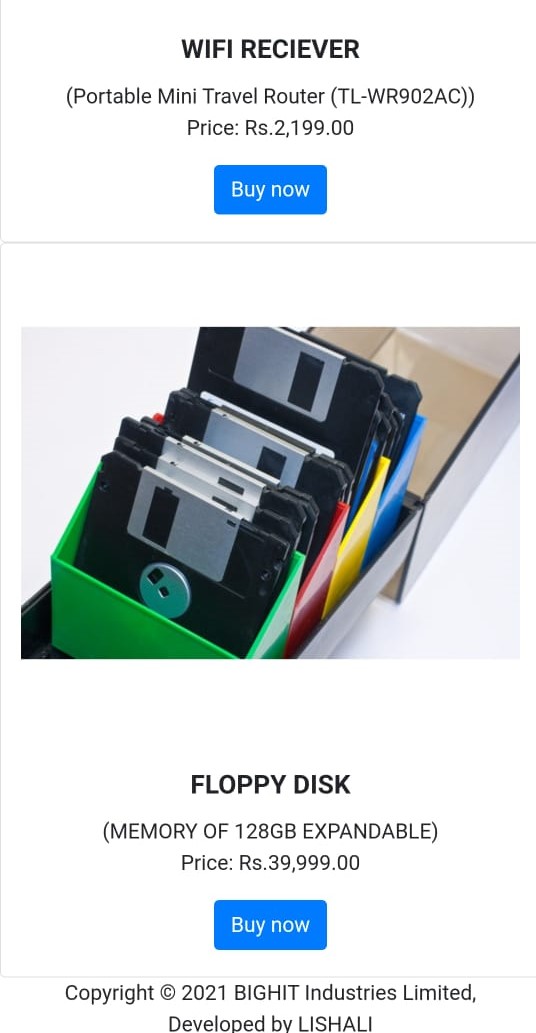 WIFI RECIEVER
(Portable Mini Travel Router (TL-WR902AC))
Price: Rs.2,199.00
Buy now
FLOPPY DISK
(MEMORY OF 128GB EXPANDABLE)
Price: Rs.39,999.00
Buy now
Copyright © 2021 BIGHIT Industries Limited,
Developed by LISHALI